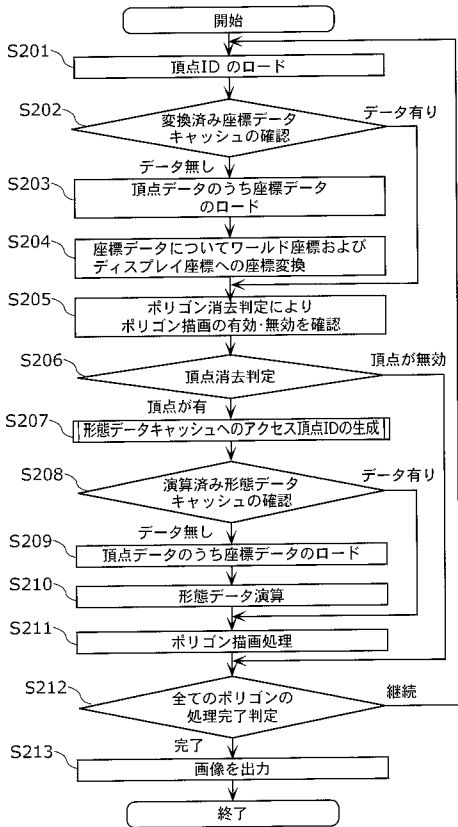 開始
S201
頂点ID のロード
S202
変換済み座標データ
キャッシュの確認
データ有り
データ無し
S203
頂点データのうち座標データ
のロード
S204
座標データについてワールド座標および
ディスプレイ座標への座標変換
S205
ポリゴン消去判定により
ポリゴン描画の有効・無効を確認
S206
頂点消去判定
頂点が無効
頂点が有
S207
形態データキャッシュへのアクセス頂点IDの生成
S208
演算済み形態データ
キャッシュの確認
データ有り
データ無し
S209
頂点データのうち座標データのロード
S210
形態データ演算
S211
ポリゴン描画処理
S212
全てのポリゴンの
処理完了判定
継続
完了
S213
画像を出力
終了